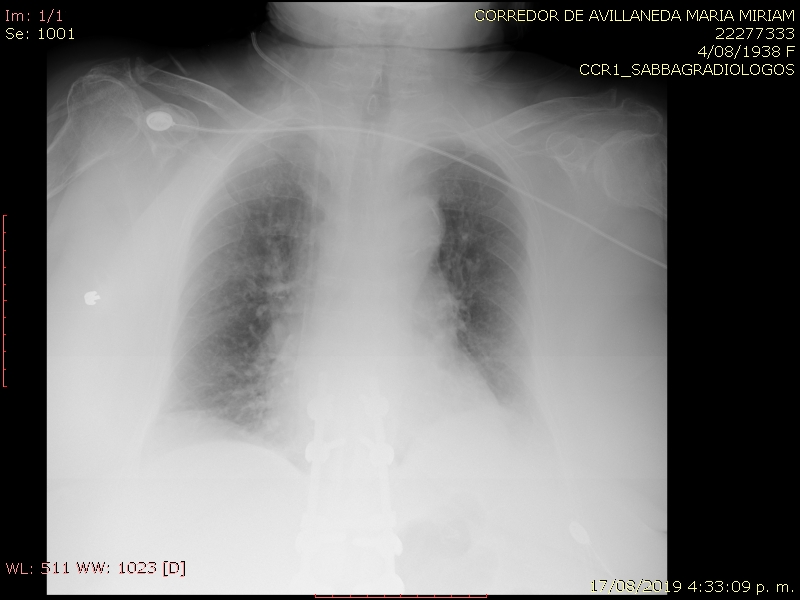 Im: 1/1
Se: 1001
CORREDOR DE AVILLANEDA MARIA MIRIAM
22277333
4/08/1938 F
CCR1_SABBAGRADIOLOGOS
WL: 511 WW: 1023 [D]
17/08/2019 4:33:09 p. m.